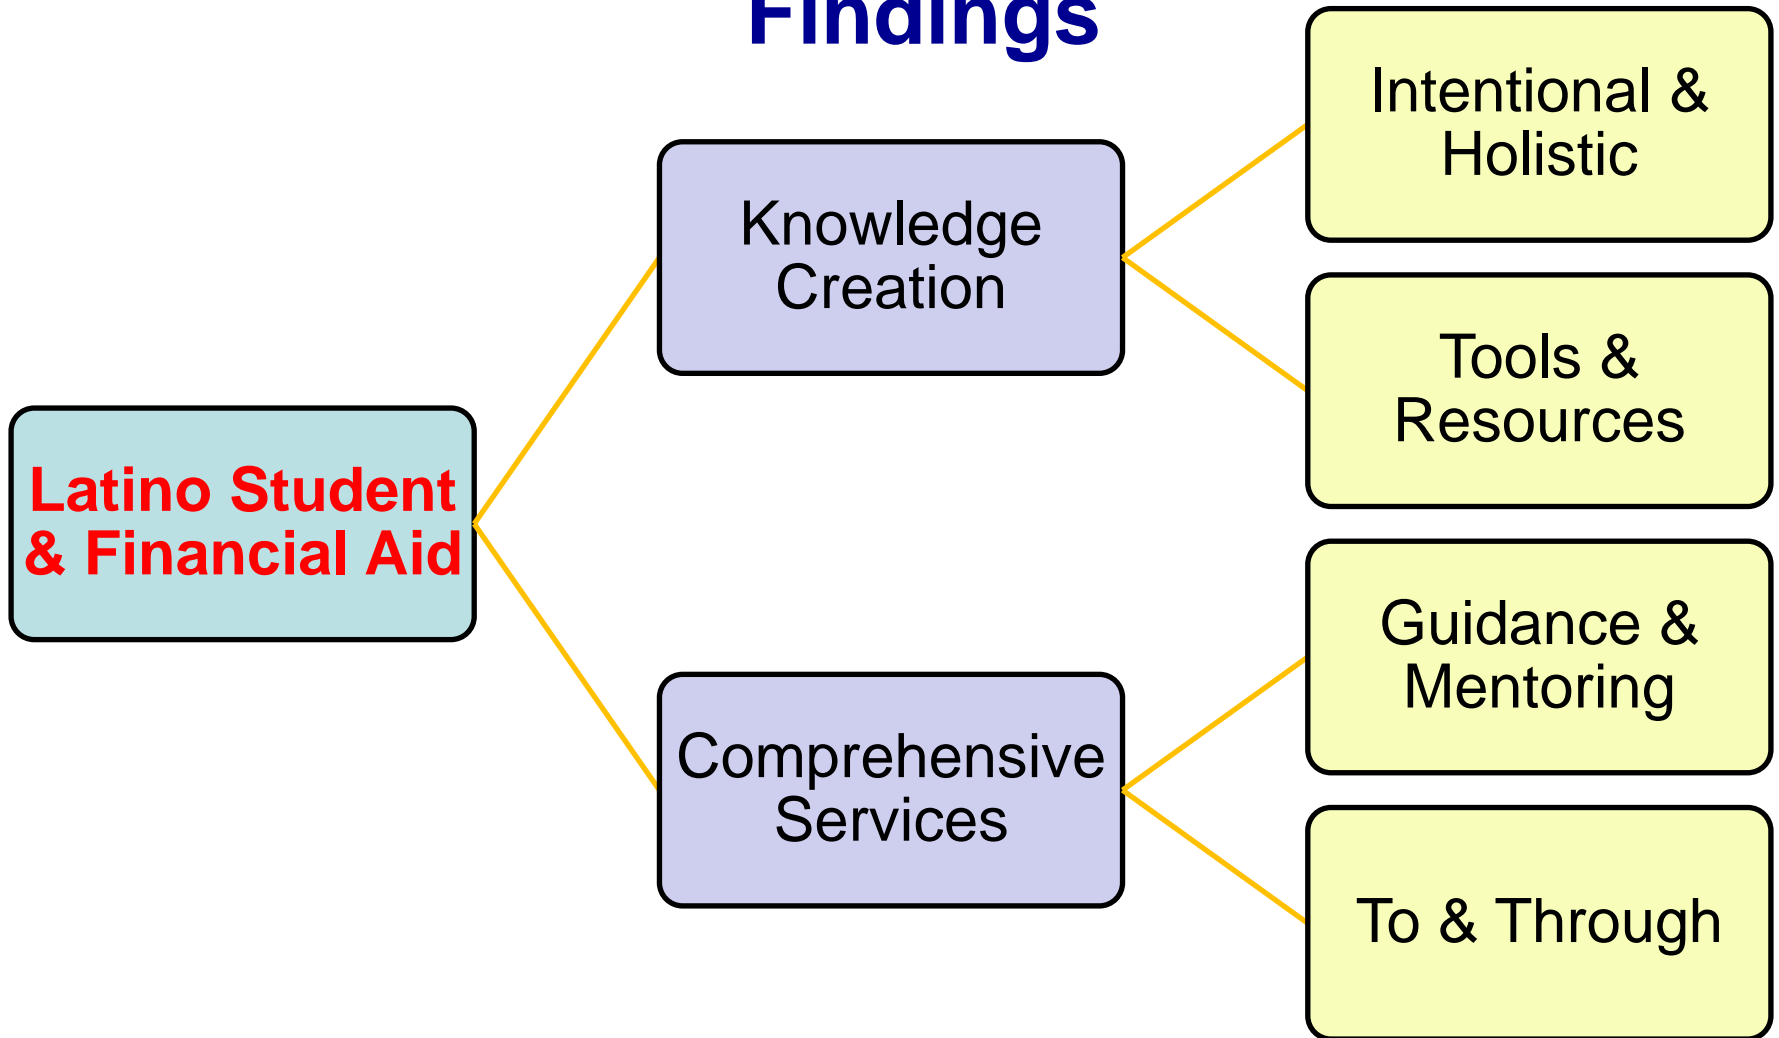 Findings
Intentional &
Holistic
Knowledge
Creation
Tools &
Resources
Latino Student
& Financial Aid
Guidance &
Mentoring
Comprehensive
Services
To & Through